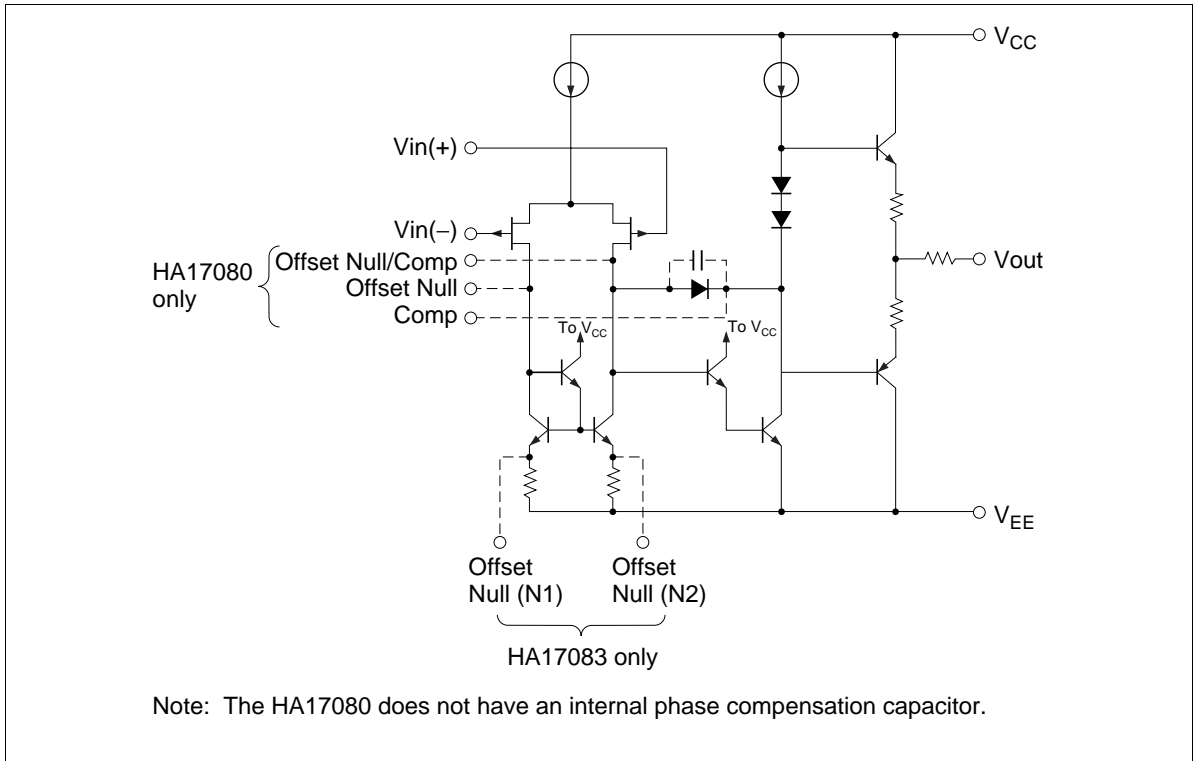 VCC
Vin(+)
Vin(−)
HA17080
only
Offset Null/Comp
Offset Null
Comp
To VCC
To VCC
Vout
VEE
Offset
Null (N1)
Offset
Null (N2)
HA17083 only
Note: The HA17080 does not have an internal phase compensation capacitor.